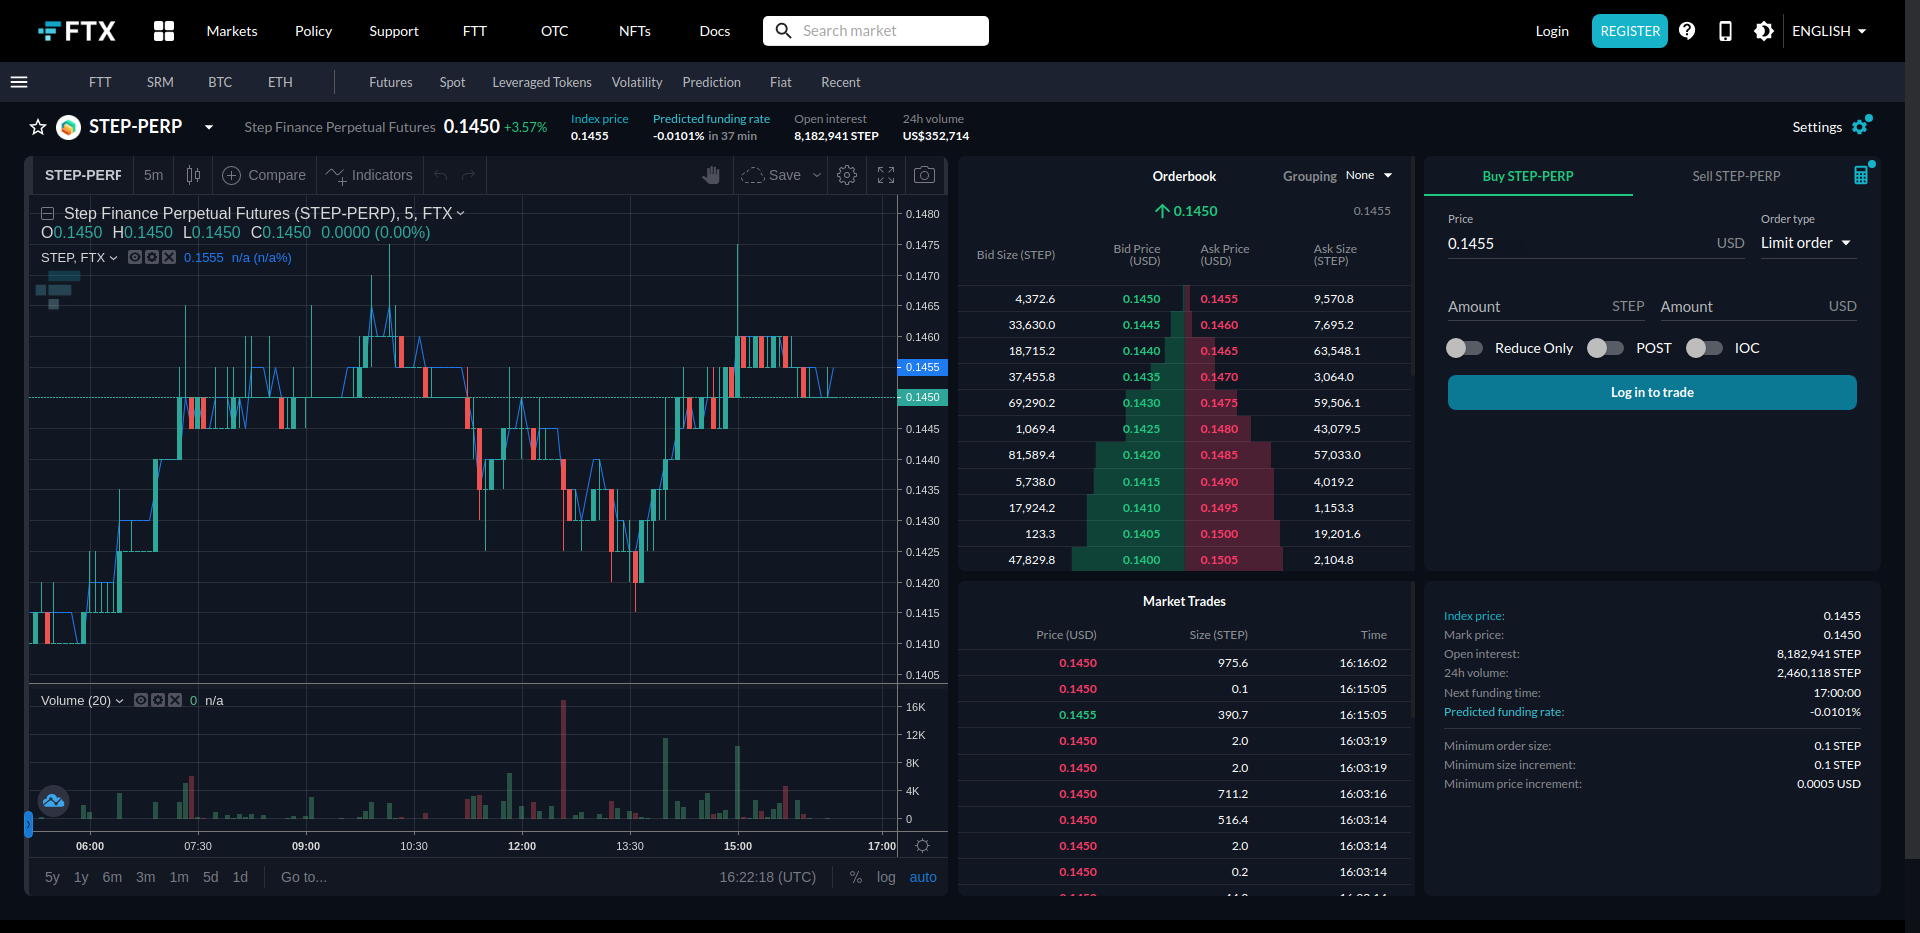 FTX
Markets
Policy
Support
FTT
OTC
NFTs
Docs
Search market
Login
REGISTER
ENGLISH
FTT
SRM
BTC
ETH
Futures
Spot
Leveraged Tokens
Volatility
Prediction
Fiat
Recent
STEP-PERP
Step Finance Perpetual Futures 0.1450 +3.57%
Index price
0.1455
Predicted funding rate
-0.0101% in 37 min
Open interest
8,182,941 STEP
24h volume
US$352,714
Settings
STEP-PERP
5m
Compare
Indicators
Save
Step Finance Perpetual Futures (STEP-PERP), 5, FTX
O0.1450 H0.1450 L0.1450 C0.1450 0.0000 (0.00%)
STEP, FTX 0.1555 n/a (n/a%)
0.1480
0.1475
0.1470
0.1465
0.1460
0.1455
0.1450
0.1445
0.1440
0.1435
0.1430
0.1425
0.1420
0.1415
0.1410
0.1405
Volume (20) 0 n/a
16K
12K
8K
4K
0
06:00 07:30 09:00 10:30 12:00 13:30 15:00 17:00
5y 1y 6m 3m 1m 5d 1d Go to... 16:22:18 (UTC) % log auto
Orderbook
Grouping None
0.1450
0.1455
Bid Size (STEP)
Bid Price (USD)
Ask Price (USD)
Ask Size (STEP)
4,372.6 0.1450 0.1455 9,570.8
33,630.0 0.1445 0.1460 7,695.2
18,715.2 0.1440 0.1465 63,548.1
37,455.8 0.1435 0.1470 3,064.0
69,290.2 0.1430 0.1475 59,506.1
1,069.4 0.1425 0.1480 43,079.5
81,589.4 0.1420 0.1485 57,033.0
5,738.0 0.1415 0.1490 4,019.2
17,924.2 0.1410 0.1495 1,153.3
123.3 0.1405 0.1500 19,201.6
47,829.8 0.1400 0.1505 2,104.8
Market Trades
Price (USD) Size (STEP) Time
0.1450 975.6 16:16:02
0.1450 0.1 16:15:05
0.1455 390.7 16:15:05
0.1450 2.0 16:03:19
0.1450 2.0 16:03:19
0.1450 711.2 16:03:16
0.1450 516.4 16:03:14
0.1450 2.0 16:03:14
0.1450 0.2 16:03:14
Buy STEP-PERP
Sell STEP-PERP
Price
0.1455 USD
Order type
Limit order
Amount STEP
Amount USD
Reduce Only
POST
IOC
Log in to trade
Index price: 0.1455
Mark price: 0.1450
Open interest: 8,182,941 STEP
24h volume: 2,460,118 STEP
Next funding time: 17:00:00
Predicted funding rate: -0.0101%
Minimum order size: 0.1 STEP
Minimum size increment: 0.1 STEP
Minimum price increment: 0.0005 USD